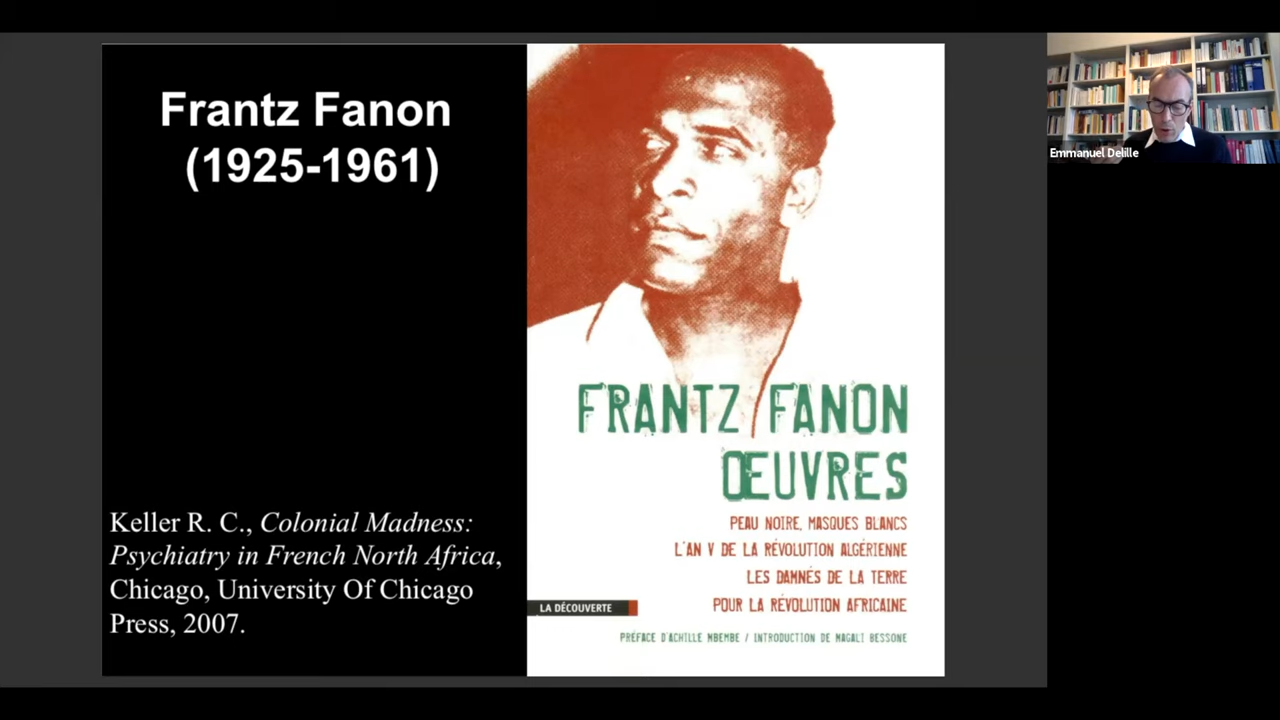 Frantz Fanon
(1925-1961)
Keller R. C., Colonial Madness:
Psychiatry in French North Africa,
Chicago, University Of Chicago
Press, 2007.
FRANTZ FANON
ŒUVRES
PEAU NOIRE, MASQUES BLANCS
L'AN V DE LA RÉVOLUTION ALGÉRIENNE
LES DAMNÉS DE LA TERRE
POUR LA RÉVOLUTION AFRICAINE
LA DÉCOUVERTE
PRÉFACE D'ACHILLE MBEMBE / INTRODUCTION DE MAGALI BESSONE
Emmanuel Delille